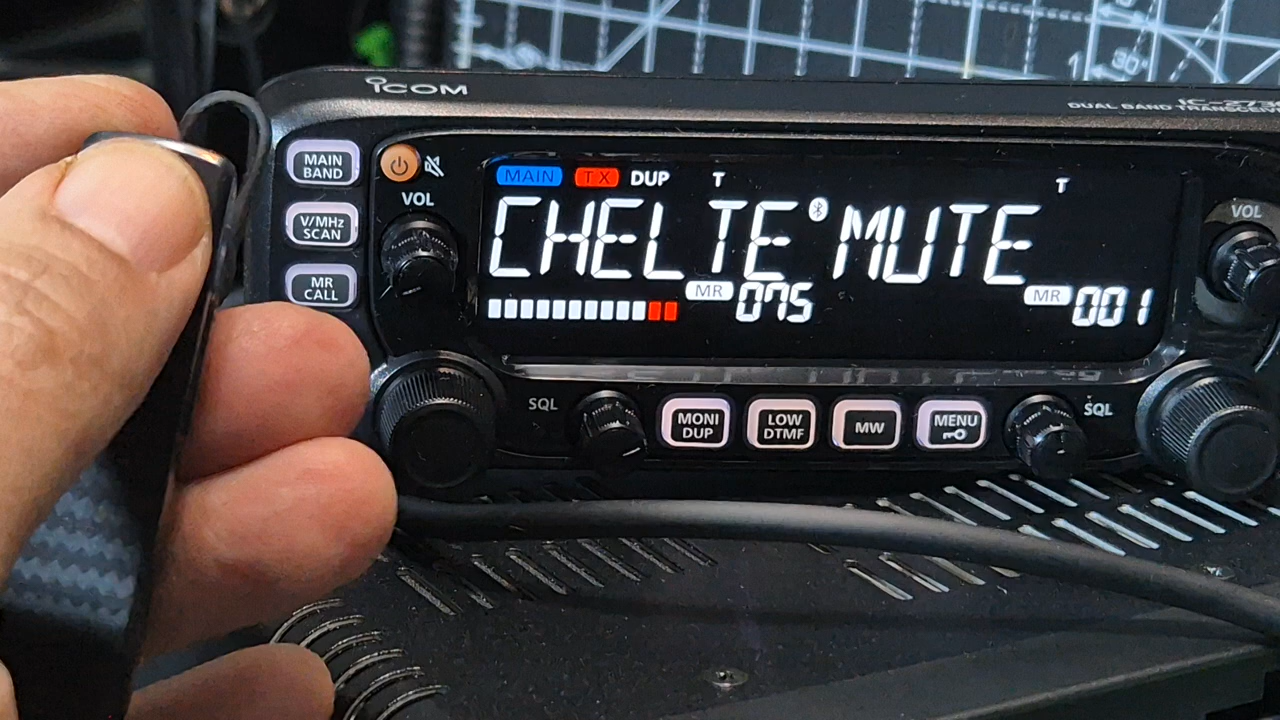 ICOM
DUAL BAND TRANSCEIVER
MAIN BAND
V/MHz SCAN
MR CALL
VOL
MAIN TX DUP T T
CHELTE MUTE
MR 075 MR 001
VOL
SQL
MONI DUP
LOW DTMF
MW
MENU
SQL
30°